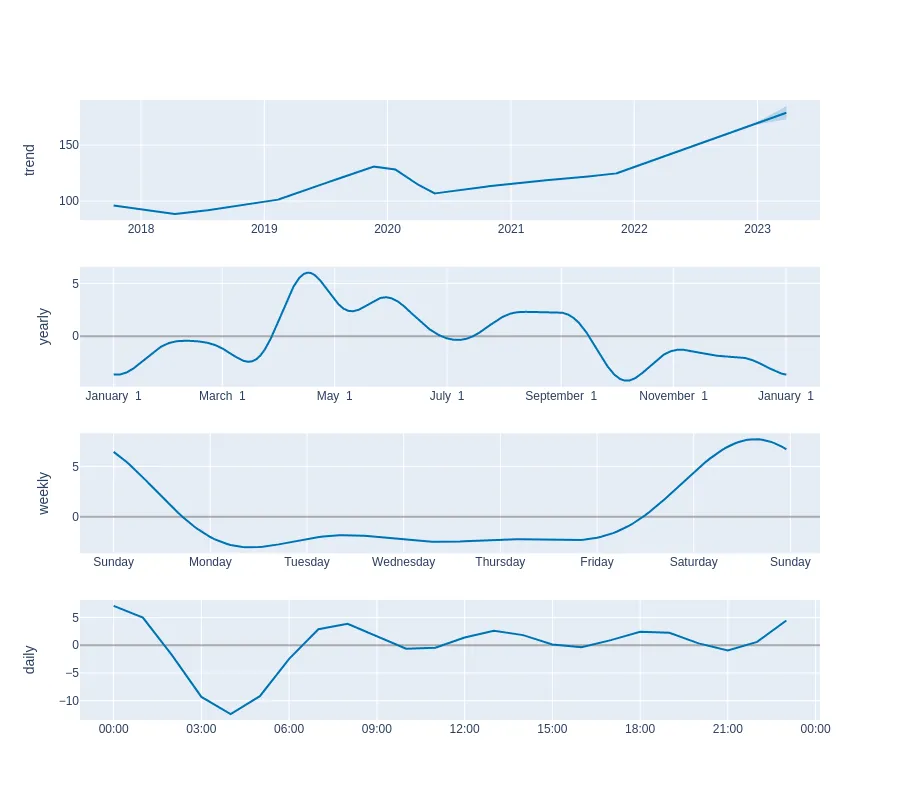 trend
150
100
2018 2019 2020 2021 2022 2023
yearly
5
0
January 1 March 1 May 1 July 1 September 1 November 1 January 1
weekly
5
0
Sunday Monday Tuesday Wednesday Thursday Friday Saturday Sunday
daily
5
0
−5
−10
00:00 03:00 06:00 09:00 12:00 15:00 18:00 21:00 00:00